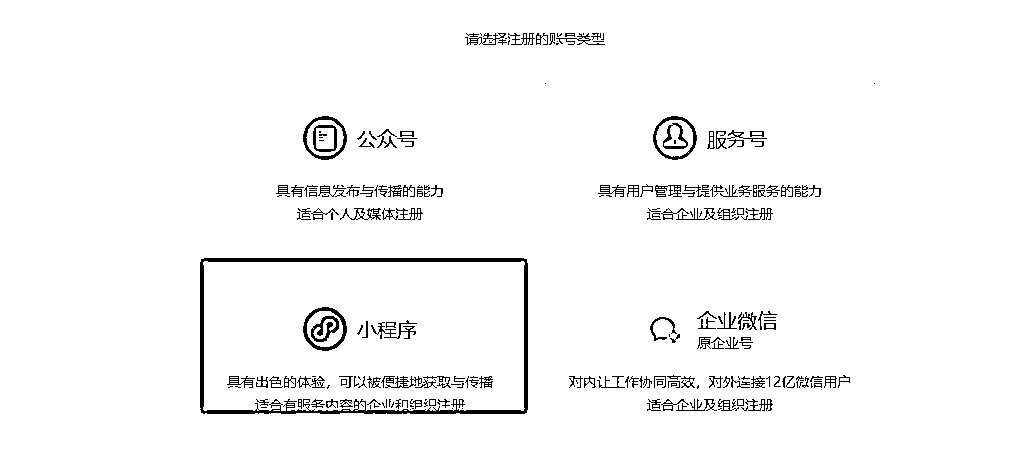 请选择注册的账号类型
公众号
具有信息发布与传播的能力
适合个人及媒体注册
服务号
具有用户管理与提供业务服务的能力
适合企业及组织注册
小程序
具有出色的体验，可以被便捷地获取与传播
适合有服务内容的企业和组织注册
企业微信
原企业号
对内让工作协同高效，对外连接12亿微信用户
适合企业及组织注册